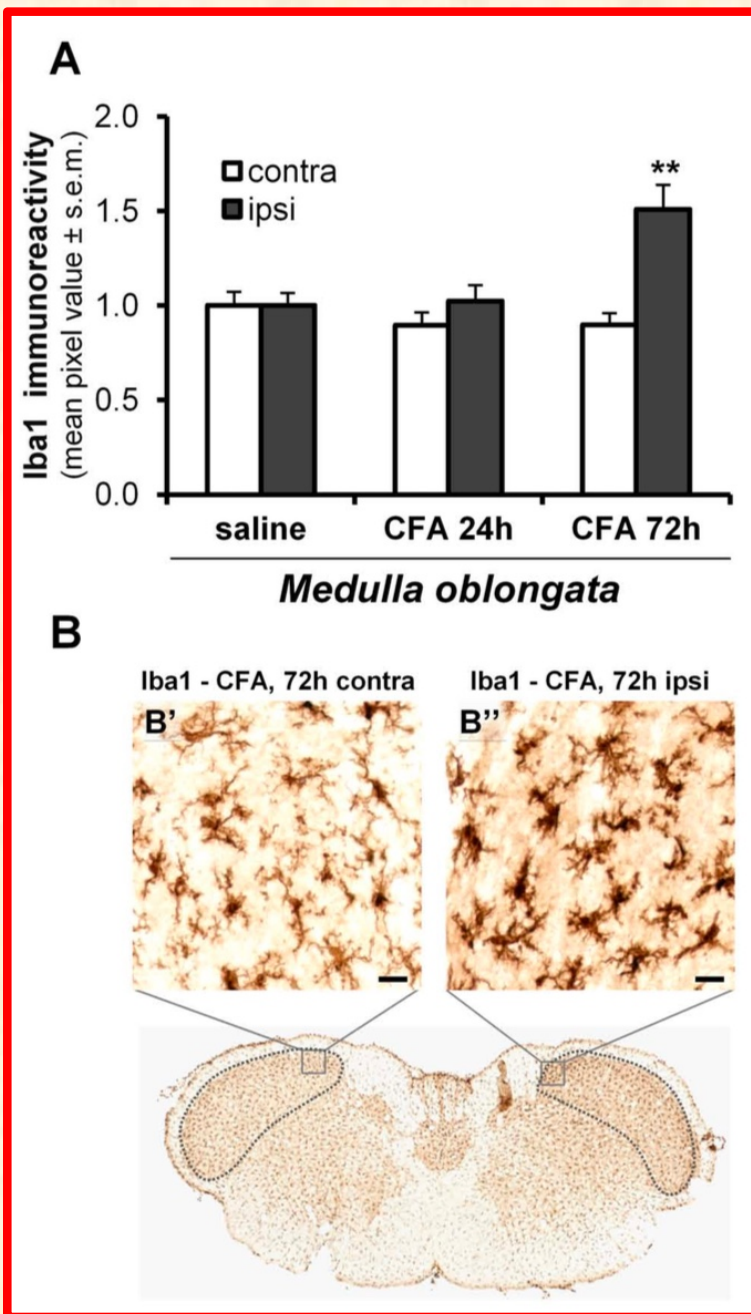 A
Iba1 immunoreactivity
(mean pixel value ± s.e.m.)
2.0
1.5
1.0
0.5
0.0
contra
ipsi
**
saline CFA 24h CFA 72h
Medulla oblongata
B
Iba1 - CFA, 72h contra Iba1 - CFA, 72h ipsi
B' B''